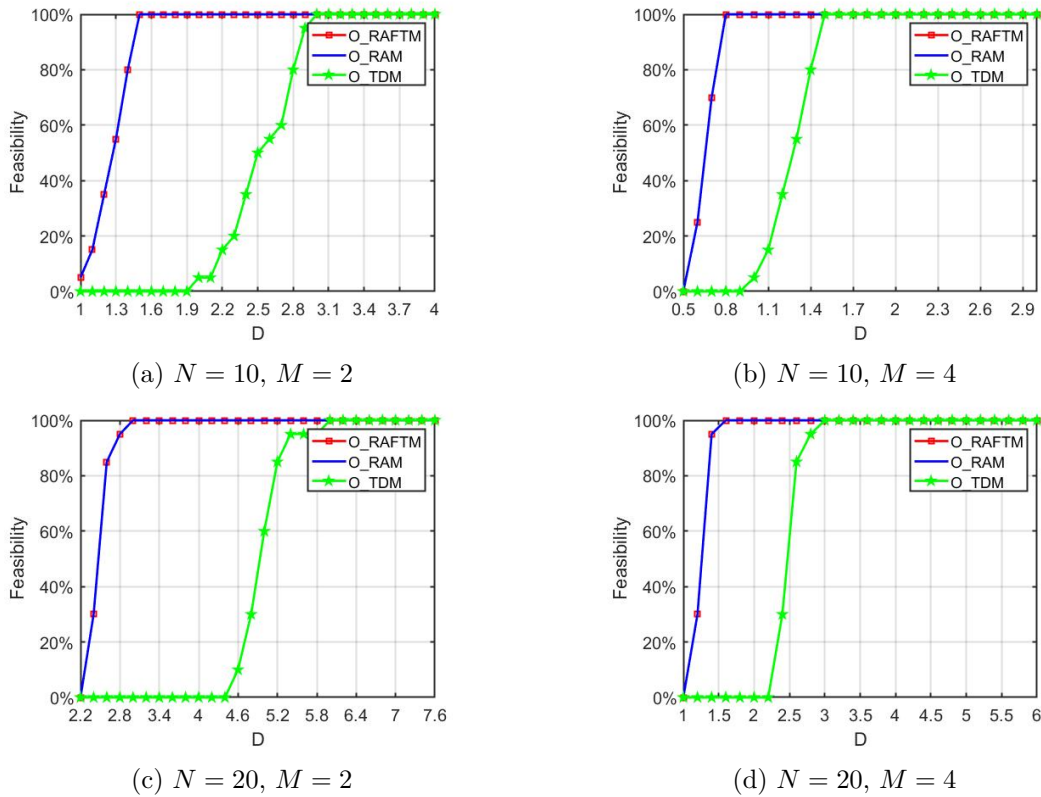 100%
80%
60%
40%
20%
0%
Feasibility
O_RAFTM
O_RAM
O_TDM
1 1.3 1.6 1.9 2.2 2.5 2.8 3.1 3.4 3.7 4
D
(a) N = 10, M = 2
100%
80%
60%
40%
20%
0%
Feasibility
O_RAFTM
O_RAM
O_TDM
0.5 0.8 1.1 1.4 1.7 2 2.3 2.6 2.9
D
(b) N = 10, M = 4
100%
80%
60%
40%
20%
0%
Feasibility
O_RAFTM
O_RAM
O_TDM
2.2 2.8 3.4 4 4.6 5.2 5.8 6.4 7 7.6
D
(c) N = 20, M = 2
100%
80%
60%
40%
20%
0%
Feasibility
O_RAFTM
O_RAM
O_TDM
1 1.5 2 2.5 3 3.5 4 4.5 5 5.5 6
D
(d) N = 20, M = 4